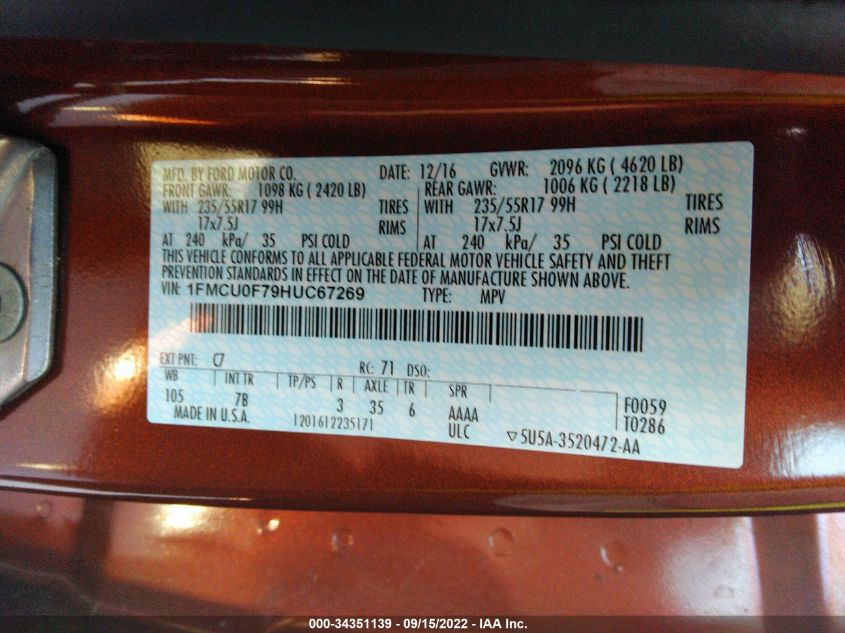 MFD. BY FORD MOTOR CO. DATE: 12/16 GVWR: 2096 KG ( 4620 LB)
FRONT GAWR: 1098 KG ( 2420 LB) REAR GAWR: 1006 KG ( 2218 LB)
WITH 235/55R17 99H TIRES WITH 235/55R17 99H TIRES
17x7.5J RIMS 17x7.5J RIMS
AT 240 kPa/ 35 PSI COLD AT 240 kPa/ 35 PSI COLD
THIS VEHICLE CONFORMS TO ALL APPLICABLE FEDERAL MOTOR VEHICLE SAFETY AND THEFT
PREVENTION STANDARDS IN EFFECT ON THE DATE OF MANUFACTURE SHOWN ABOVE.
VIN: 1FMCU0F79HUC67269 TYPE: MPV
EXT PNT: C7 RC: 71 DSO:
WB INT TR TP/PS R AXLE TR SPR
105 7B 3 35 6 AAAA F0059
MADE IN U.S.A. 1201612235171 ULC T0286
5U5A-3520472-AA
000-34351139 - 09/15/2022 - IAA Inc.